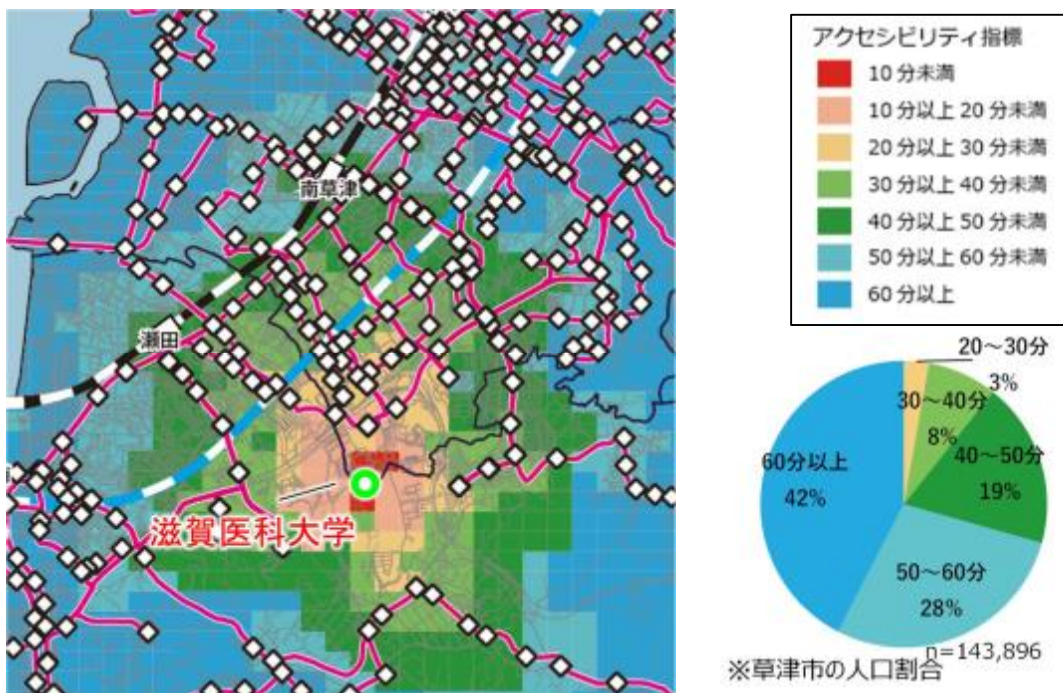 南草津
瀬田
滋賀医科大学
アクセシビリティ指標
10分未満
10分以上20分未満
20分以上30分未満
30分以上40分未満
40分以上50分未満
50分以上60分未満
60分以上
20～30分
3%
30～40分
8%
40～50分
19%
50～60分
28%
60分以上
42%
n=143,896
※草津市の人口割合